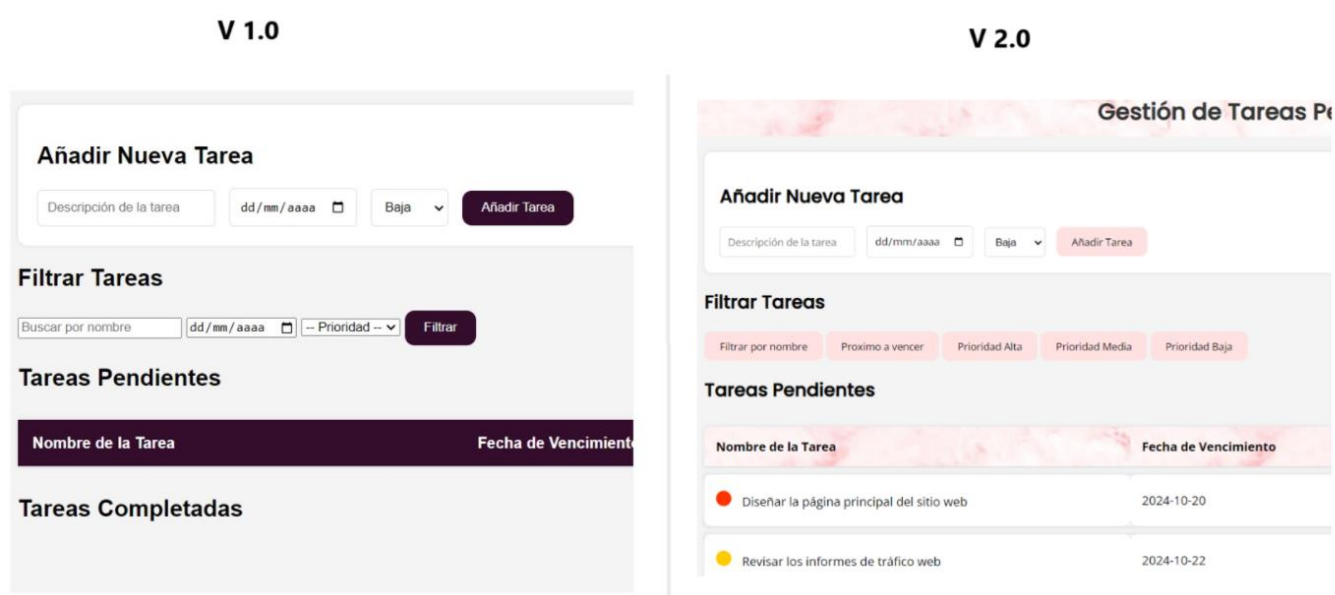 V 1.0
Añadir Nueva Tarea
Descripción de la tarea dd/mm/aaaa Baja Añadir Tarea
Filtrar Tareas
Buscar por nombre dd/mm/aaaa -- Prioridad -- Filtrar
Tareas Pendientes
Nombre de la Tarea Fecha de Vencimiento
Tareas Completadas
V 2.0
Gestión de Tareas Pe
Añadir Nueva Tarea
Descripción de la tarea dd/mm/aaaa Baja Añadir Tarea
Filtrar Tareas
Filtrar por nombre Proximo a vencer Prioridad Alta Prioridad Media Prioridad Baja
Tareas Pendientes
Nombre de la Tarea Fecha de Vencimiento
Diseñar la página principal del sitio web 2024-10-20
Revisar los informes de tráfico web 2024-10-22